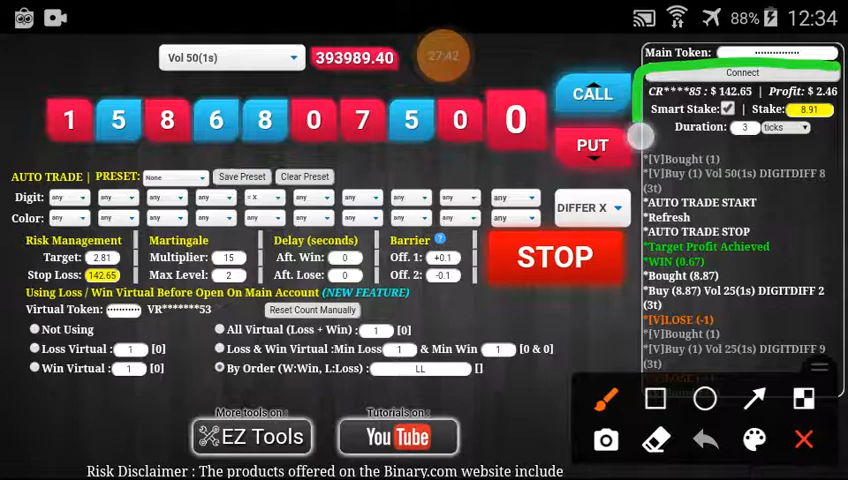 88% 12:34
Vol 50(1s) 393989.40 27:42
1 5 8 6 8 0 7 5 0 0
CALL
PUT
AUTO TRADE | PRESET: None Save Preset Clear Preset
Digit: any any any any = X any any any any any
Color: any any any any any any any any any any
DIFFER X
Risk Management Martingale Delay (seconds) Barrier ?
Target: 2.81 Multiplier: 15 Aft. Win: 0 Off. 1: +0.1
Stop Loss: 142.65 Max Level: 2 Aft. Loss: 0 Off. 2: -0.1
STOP
Using Loss / Win Virtual Before Open On Main Account (NEW FEATURE)
Virtual Token: VR*******53 Reset Count Manually
Not Using All Virtual (Loss + Win) : 1 [0]
Loss Virtual : 1 [0] Loss & Win Virtual :Min Loss 1 & Min Win 1 [0 & 0]
Win Virtual : 1 [0] By Order (W:Win, L:Loss) : LL []
More tools on : Tutorials on :
EZ Tools YouTube
Risk Disclaimer : The products offered on the Binary.com website include
Main Token:
Connect
CR****85 : $ 142.65 | Profit: $ 2.46
Smart Stake: | Stake: 8.91
Duration: 3 ticks
*[V]Bought (1)
*[V]Buy (1) Vol 50(1s) DIGITDIFF 8
(3t)
*AUTO TRADE START
*Refresh
*AUTO TRADE STOP
*Target Profit Achieved
*WIN (0.67)
*Bought (8.87)
*Buy (8.87) Vol 25(1s) DIGITDIFF 2
(3t)
*[V]LOSE (-1)
*[V]Bought (1)
*[V]Buy (1) Vol 25(1s) DIGITDIFF 9
(3t)